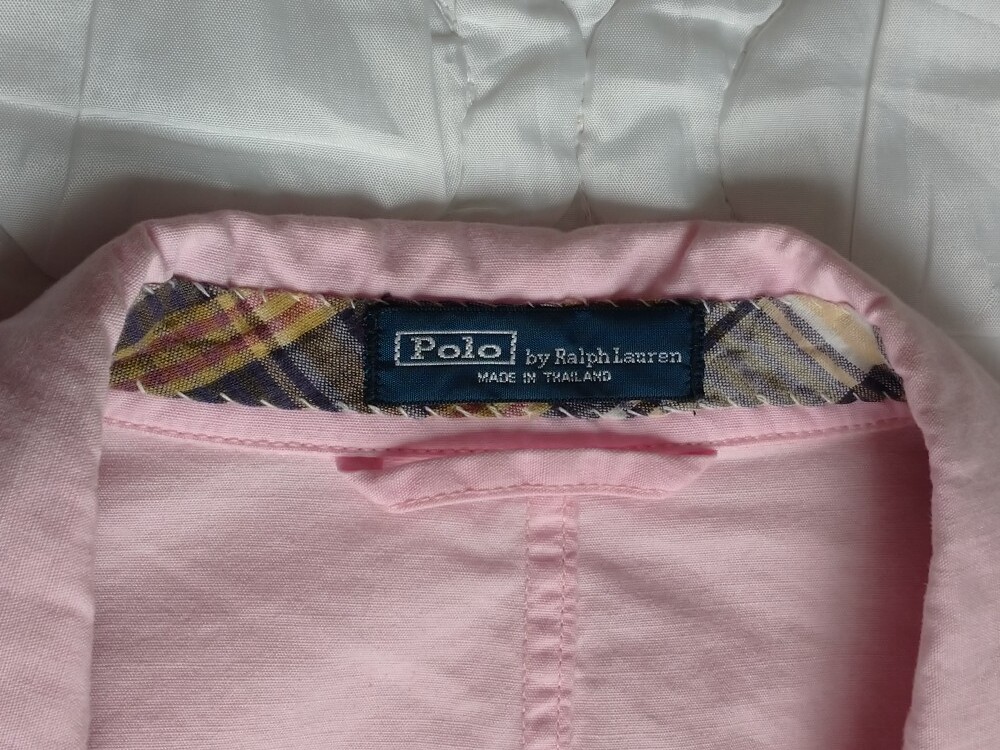 Polo by Ralph Lauren
MADE IN THAILAND